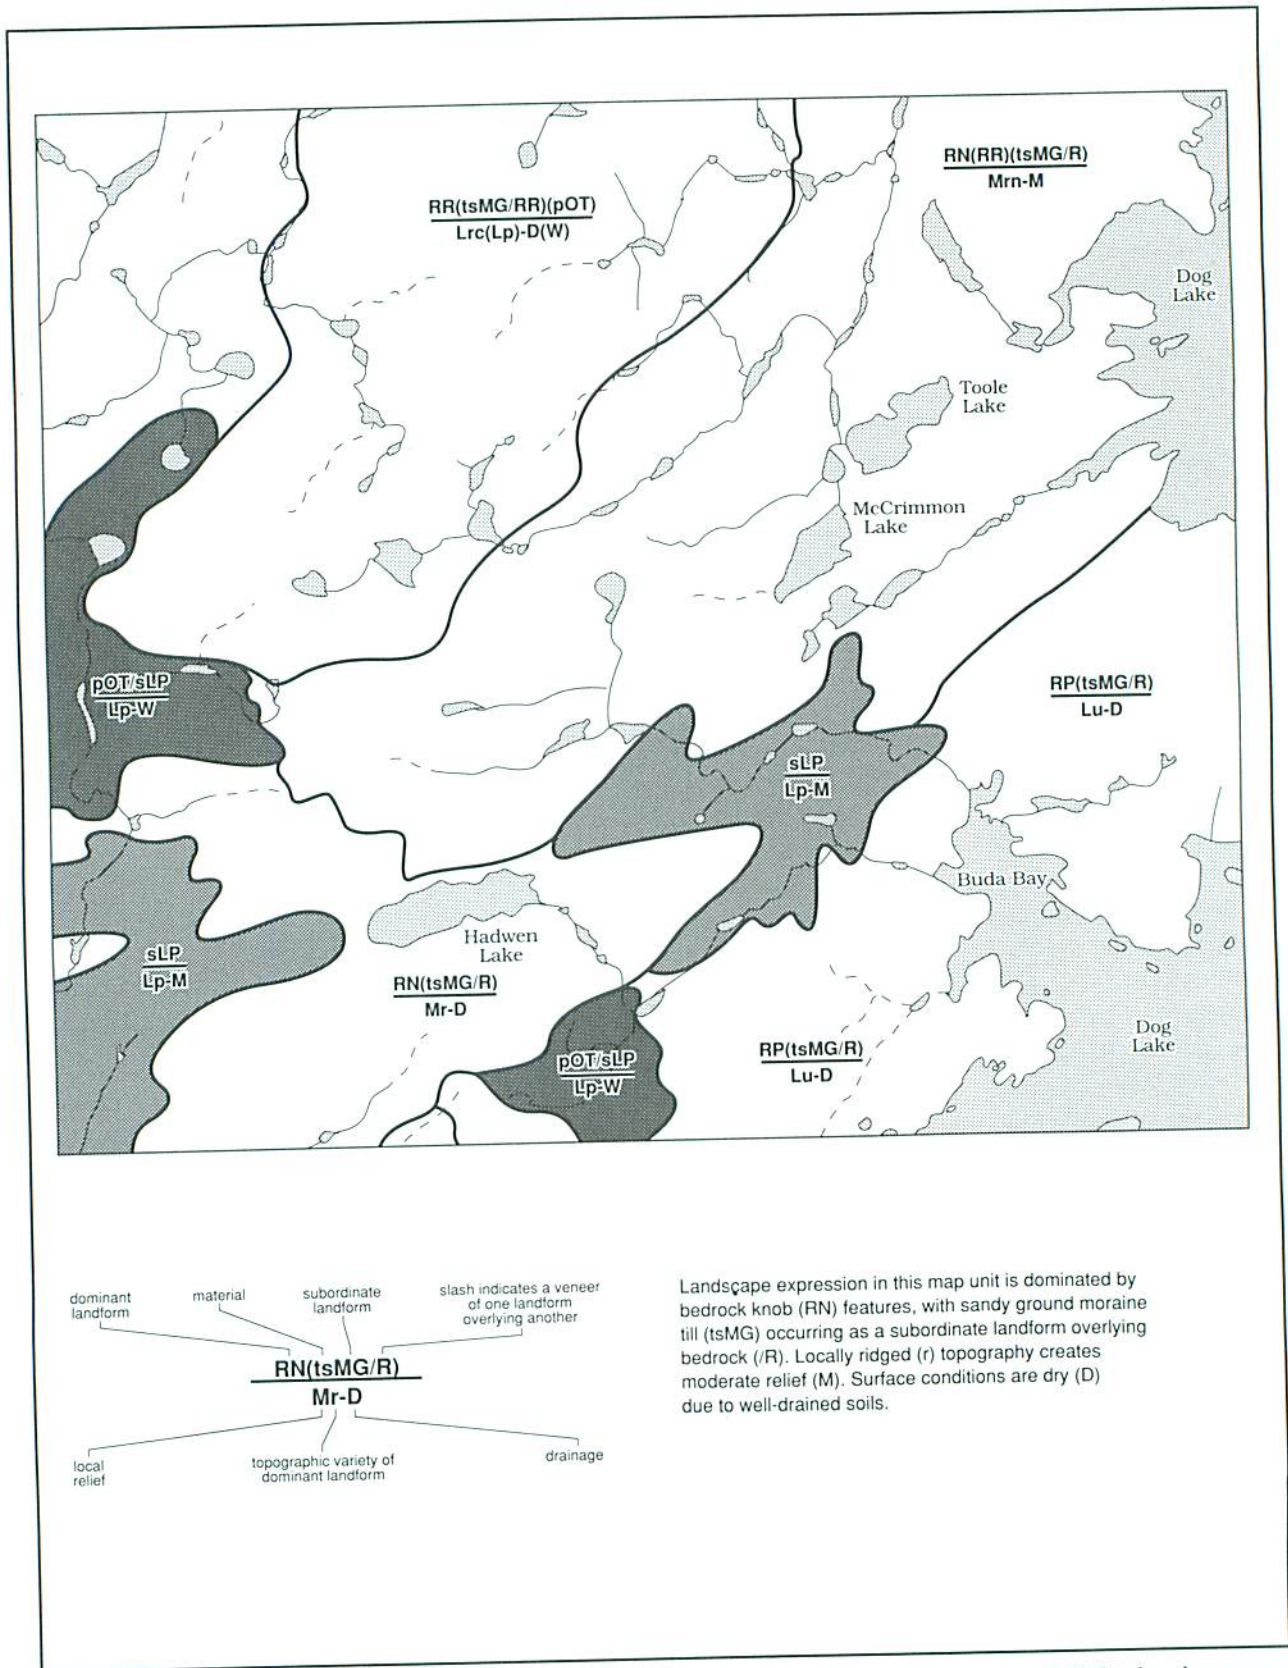 RN(RR)(tsMG/R)
Mrn-M
RR(tsMG/RR)(pOT)
Lrc(Lp)-D(W)
Dog
Lake
Toole
Lake
McCrimmon
Lake
pOT/sLP
Lp-W
RP(tsMG/R)
Lu-D
sLP
Lp-M
Buda Bay
Hadwen
Lake
sLP
Lp-M
RN(tsMG/R)
Mr-D
pOT/sLP
Lp-W
RP(tsMG/R)
Lu-D
Dog
Lake
dominant
landform
material
subordinate
landform
slash indicates a veneer
of one landform
overlying another
RN(tsMG/R)
Mr-D
local
relief
topographic variety of
dominant landform
drainage
Landscape expression in this map unit is dominated by
bedrock knob (RN) features, with sandy ground moraine
till (tsMG) occurring as a subordinate landform overlying
bedrock (/R). Locally ridged (r) topography creates
moderate relief (M). Surface conditions are dry (D)
due to well-drained soils.